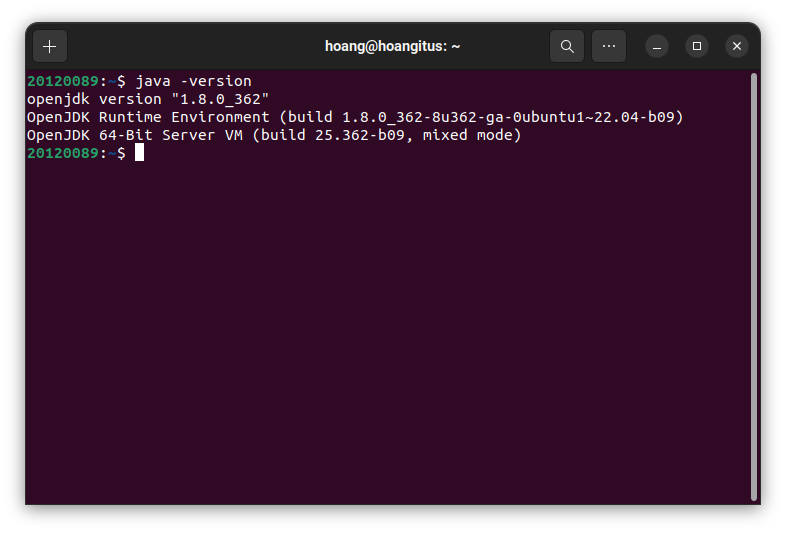 hoang@hoangitus: ~
20120089:~$ java -version
openjdk version "1.8.0_362"
OpenJDK Runtime Environment (build 1.8.0_362-8u362-ga-0ubuntu1~22.04-b09)
OpenJDK 64-Bit Server VM (build 25.362-b09, mixed mode)
20120089:~$